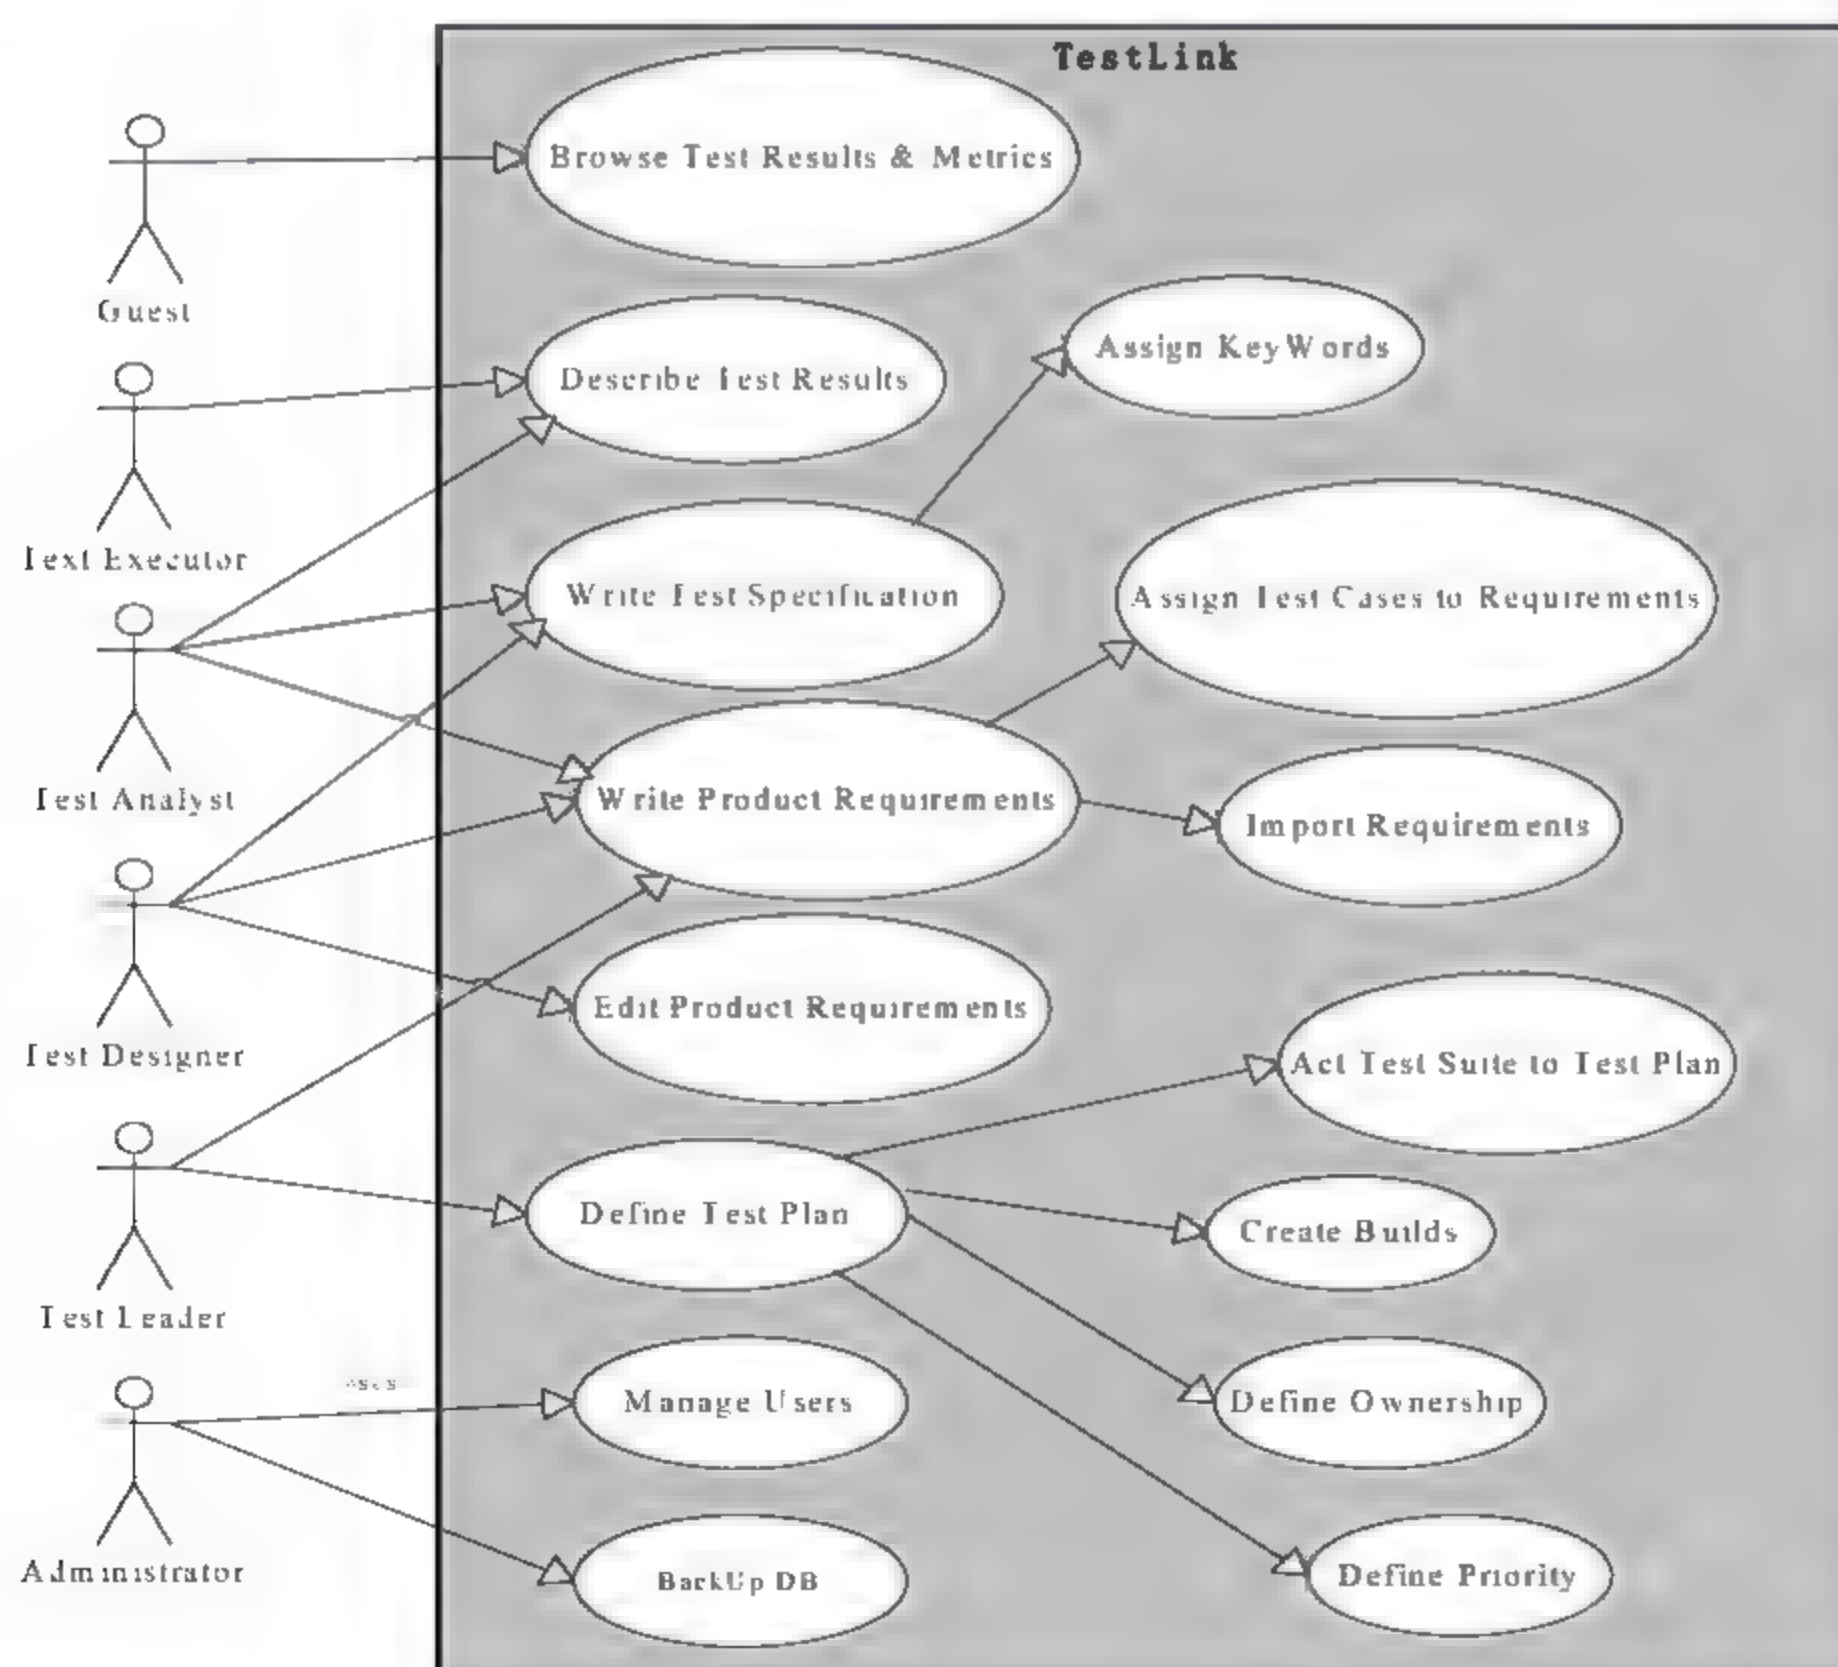 TestLink
Browse Test Results & Metrics
Guest
Assign KeyWords
Describe Test Results
Text Executor
Write Test Specification
Assign Test Cases to Requirements
Test Analyst
Write Product Requirements
Import Requirements
Edit Product Requirements
Test Designer
Act Test Suite to Test Plan
Define Test Plan
Create Builds
Test Leader
Manage Users
Define Ownership
Administrator
BackUp DB
Define Priority